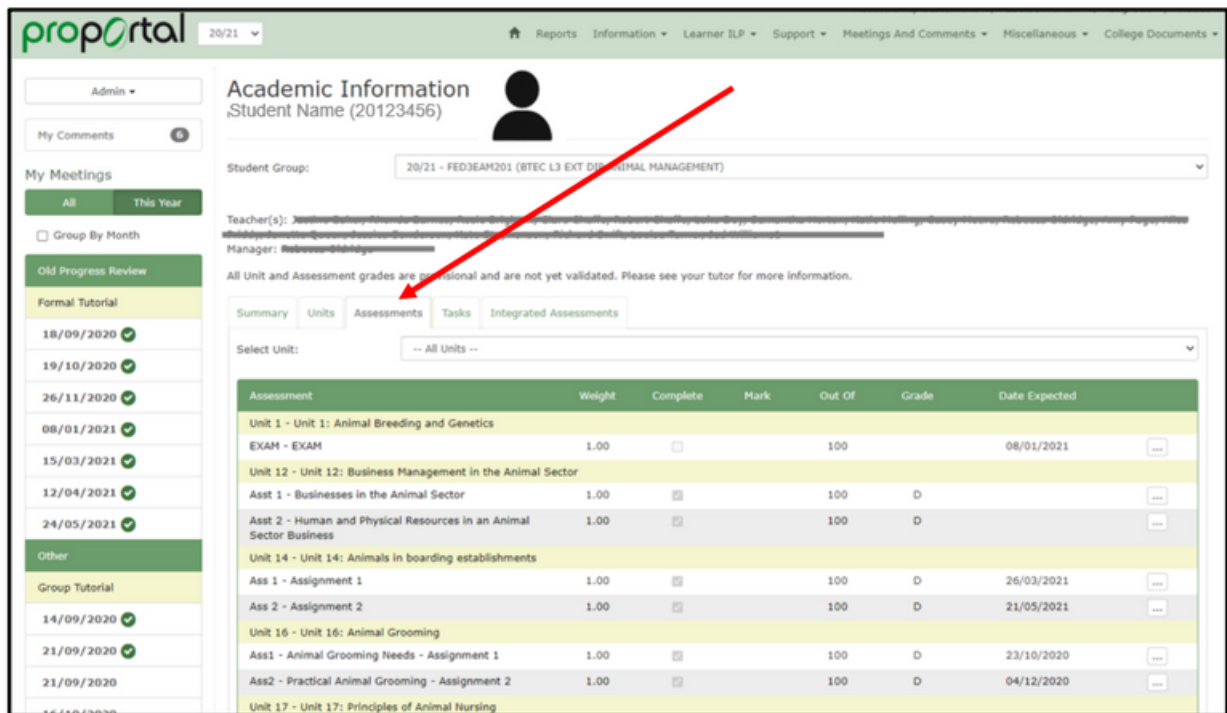 proportal
20/21
Reports Information Learner ILP Support Meetings And Comments Miscellaneous College Documents
Admin
My Comments 6
My Meetings
All This Year
Group By Month
Old Progress Review
Formal Tutorial
18/09/2020
19/10/2020
26/11/2020
08/01/2021
15/03/2021
12/04/2021
24/05/2021
Other
Group Tutorial
14/09/2020
21/09/2020
21/09/2020
16/10/2020
Academic Information
Student Name (20123456)
Student Group: 20/21 - FED3EAM201 (BTEC L3 EXT DIP ANIMAL MANAGEMENT)
Teacher(s):
Manager:
All Unit and Assessment grades are provisional and are not yet validated. Please see your tutor for more information.
Summary Units Assessments Tasks Integrated Assessments
Select Unit: -- All Units --
Assessment Weight Complete Mark Out Of Grade Date Expected
Unit 1 - Unit 1: Animal Breeding and Genetics
EXAM - EXAM 1.00 100 08/01/2021 ...
Unit 12 - Unit 12: Business Management in the Animal Sector
Asst 1 - Businesses in the Animal Sector 1.00 100 D ...
Asst 2 - Human and Physical Resources in an Animal 1.00 100 D ...
Sector Business
Unit 14 - Unit 14: Animals in boarding establishments
Ass 1 - Assignment 1 1.00 100 D 26/03/2021 ...
Ass 2 - Assignment 2 1.00 100 D 21/05/2021 ...
Unit 16 - Unit 16: Animal Grooming
Ass1 - Animal Grooming Needs - Assignment 1 1.00 100 D 23/10/2020 ...
Ass2 - Practical Animal Grooming - Assignment 2 1.00 100 D 04/12/2020 ...
Unit 17 - Unit 17: Principles of Animal Nursing